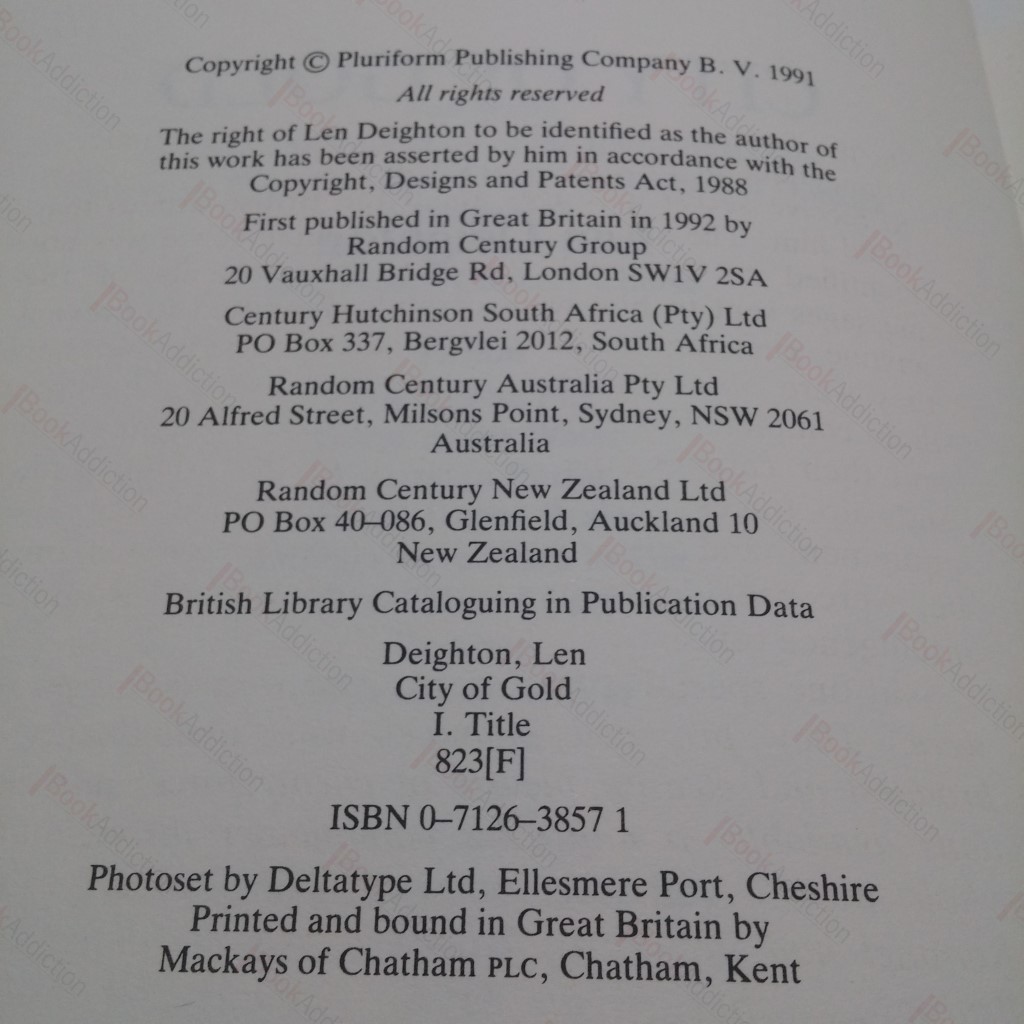 Copyright © Pluriform Publishing Company B. V. 1991
All rights reserved
The right of Len Deighton to be identified as the author of
this work has been asserted by him in accordance with the
Copyright, Designs and Patents Act, 1988
First published in Great Britain in 1992 by
Random Century Group
20 Vauxhall Bridge Rd, London SW1V 2SA
Century Hutchinson South Africa (Pty) Ltd
PO Box 337, Bergvlei 2012, South Africa
Random Century Australia Pty Ltd
20 Alfred Street, Milsons Point, Sydney, NSW 2061
Australia
Random Century New Zealand Ltd
PO Box 40–086, Glenfield, Auckland 10
New Zealand
British Library Cataloguing in Publication Data
Deighton, Len
City of Gold
I. Title
823[F]
ISBN 0–7126–3857 1
Photoset by Deltatype Ltd, Ellesmere Port, Cheshire
Printed and bound in Great Britain by
Mackays of Chatham PLC, Chatham, Kent